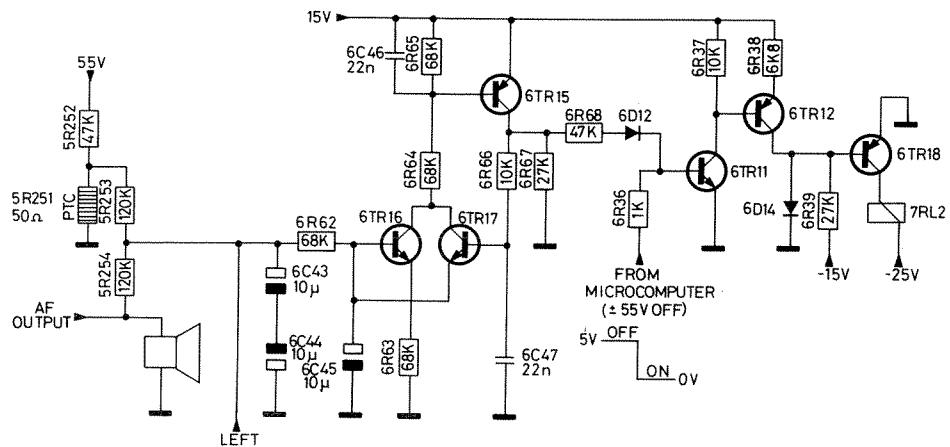 15V
6C46
22n
6R65
68K
6TR15
6R37
10K
6R38
6K8
6TR12
55V
5R252
47K
6R64
68K
6R66
10K
6R67
27K
6R68
47K
6D12
6TR11
6TR18
5R251
50Ω
PTC
5R253
120K
6R62
68K
6TR16
6TR17
6R36
1K
6D14
6R39
27K
7RL2
5R254
120K
6C43
10µ
FROM
MICROCOMPUTER
(± 55V OFF)
-15V
-25V
AF
OUTPUT
6C44
10µ
6C45
10µ
6R63
68K
6C47
22n
5V
OFF
ON
0V
LEFT